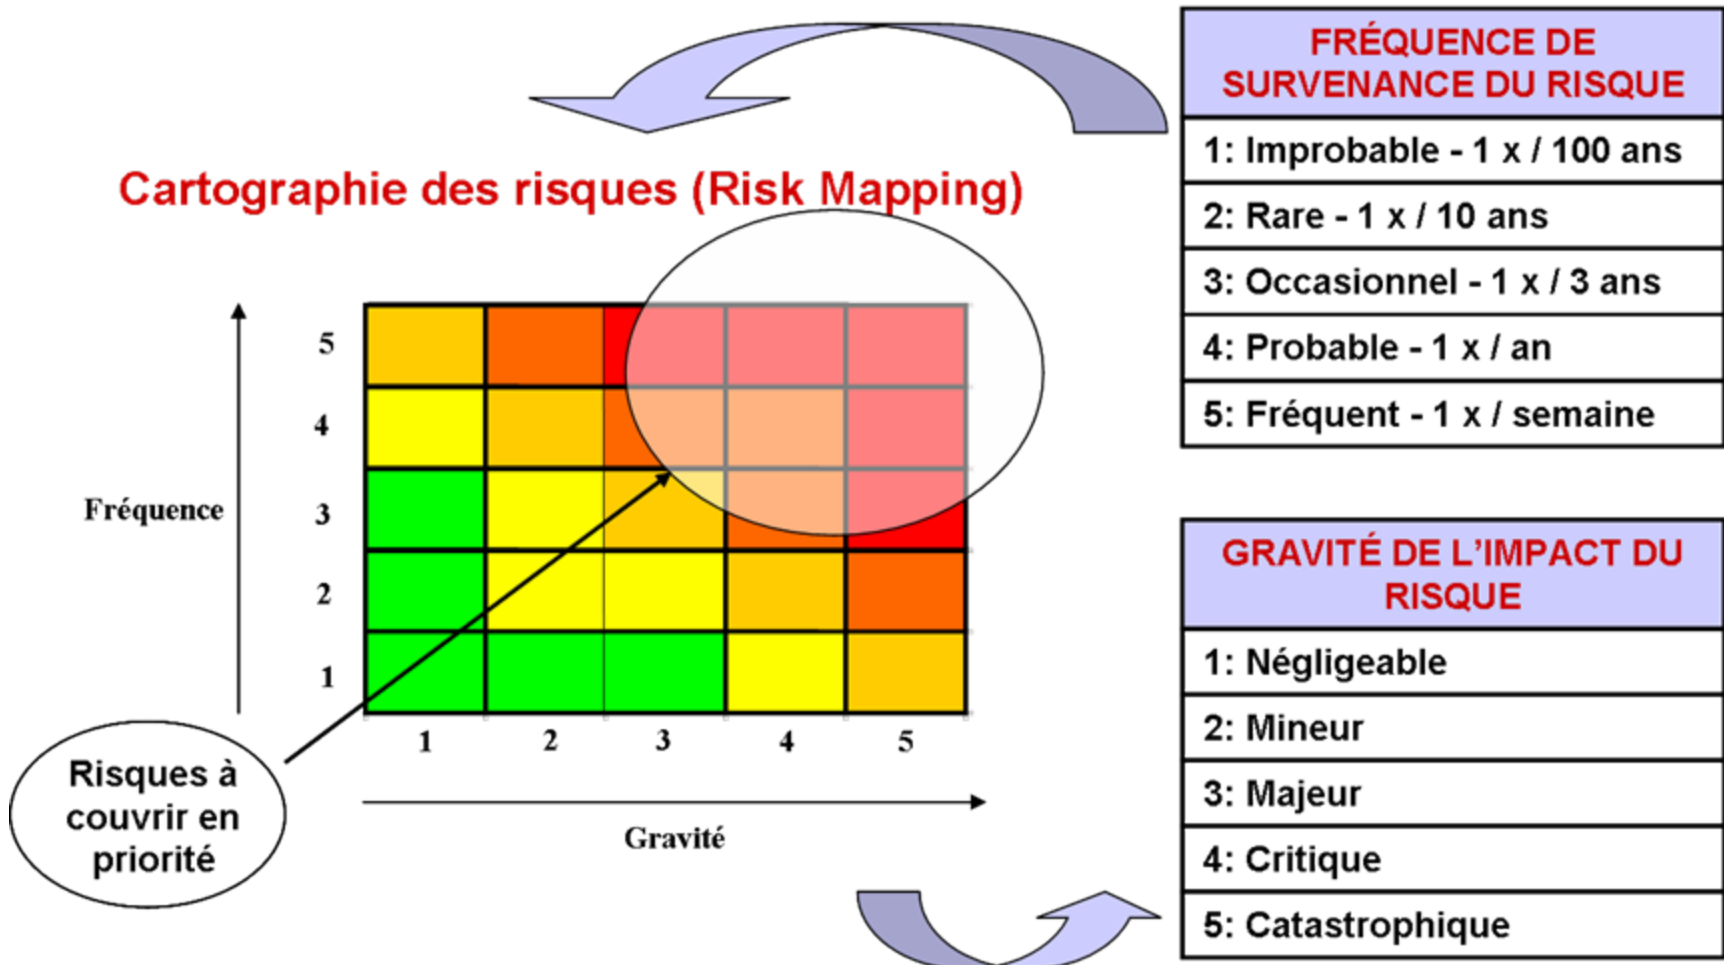 Cartographie des risques (Risk Mapping)
5
4
3
2
1
Fréquence
1 2 3 4 5
Gravité
Risques à
couvrir en
priorité
FRÉQUENCE DE
SURVENANCE DU RISQUE
1: Improbable - 1 x / 100 ans
2: Rare - 1 x / 10 ans
3: Occasionnel - 1 x / 3 ans
4: Probable - 1 x / an
5: Fréquent - 1 x / semaine
GRAVITÉ DE L’IMPACT DU
RISQUE
1: Négligeable
2: Mineur
3: Majeur
4: Critique
5: Catastrophique